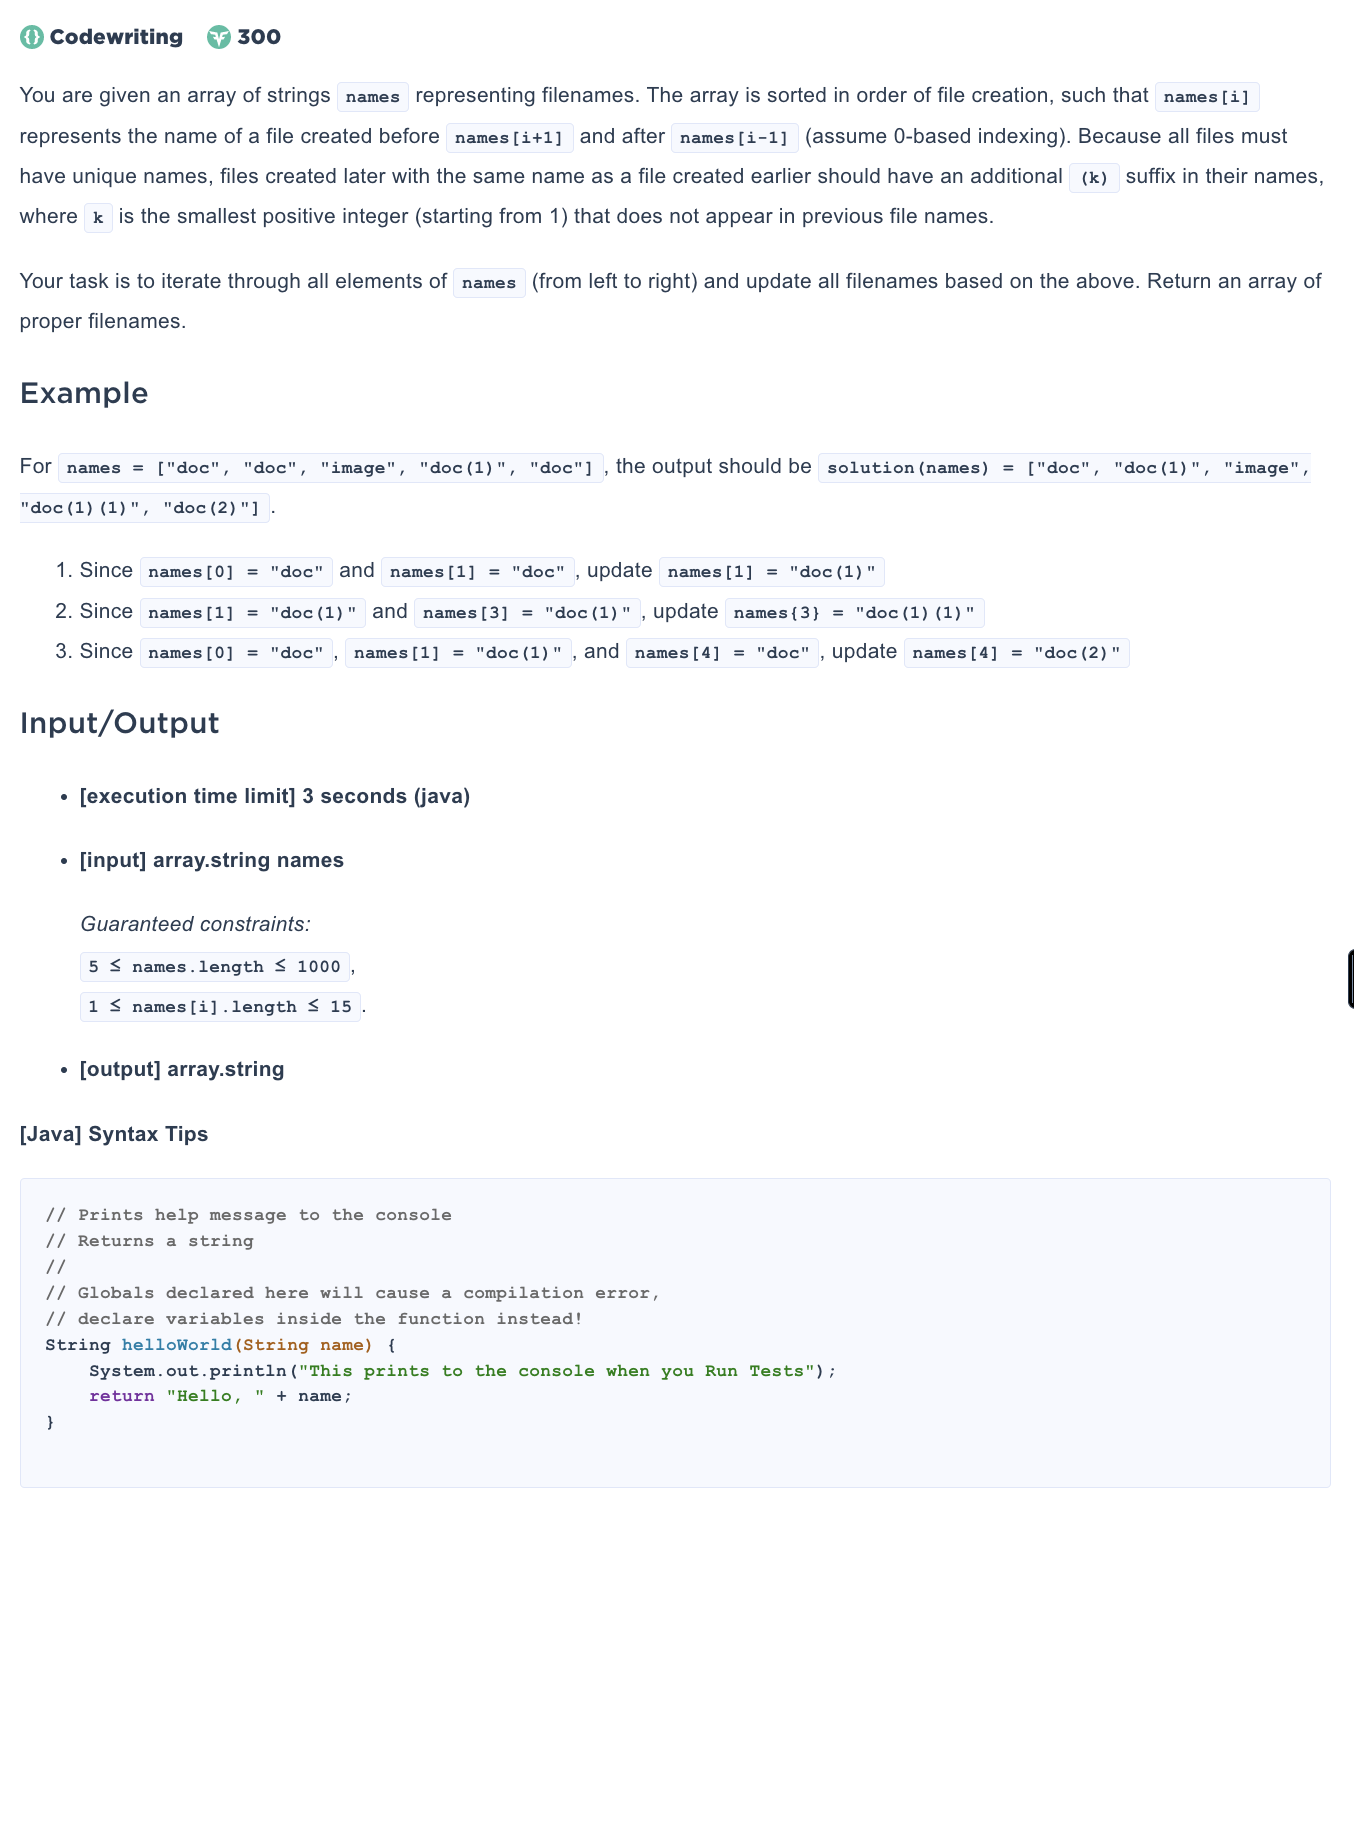 Codewriting 300
You are given an array of strings names representing filenames. The array is sorted in order of file creation, such that names[i]
represents the name of a file created before names[i+1] and after names[i-1] (assume 0-based indexing). Because all files must
have unique names, files created later with the same name as a file created earlier should have an additional (k) suffix in their names,
where k is the smallest positive integer (starting from 1) that does not appear in previous file names.
Your task is to iterate through all elements of names (from left to right) and update all filenames based on the above. Return an array of
proper filenames.
Example
For names = ["doc", "doc", "image", "doc(1)", "doc"], the output should be solution(names) = ["doc", "doc(1)", "image",
"doc(1)(1)", "doc(2)"].
1. Since names[0] = "doc" and names[1] = "doc", update names[1] = "doc(1)"
2. Since names[1] = "doc(1)" and names[3] = "doc(1)", update names{3} = "doc(1)(1)"
3. Since names[0] = "doc", names[1] = "doc(1)", and names[4] = "doc", update names[4] = "doc(2)"
Input/Output
• [execution time limit] 3 seconds (java)
• [input] array.string names
Guaranteed constraints:
5 ≤ names.length ≤ 1000,
1 ≤ names[i].length ≤ 15.
• [output] array.string
[Java] Syntax Tips
// Prints help message to the console
// Returns a string
//
// Globals declared here will cause a compilation error,
// declare variables inside the function instead!
String helloWorld(String name) {
    System.out.println("This prints to the console when you Run Tests");
    return "Hello, " + name;
}